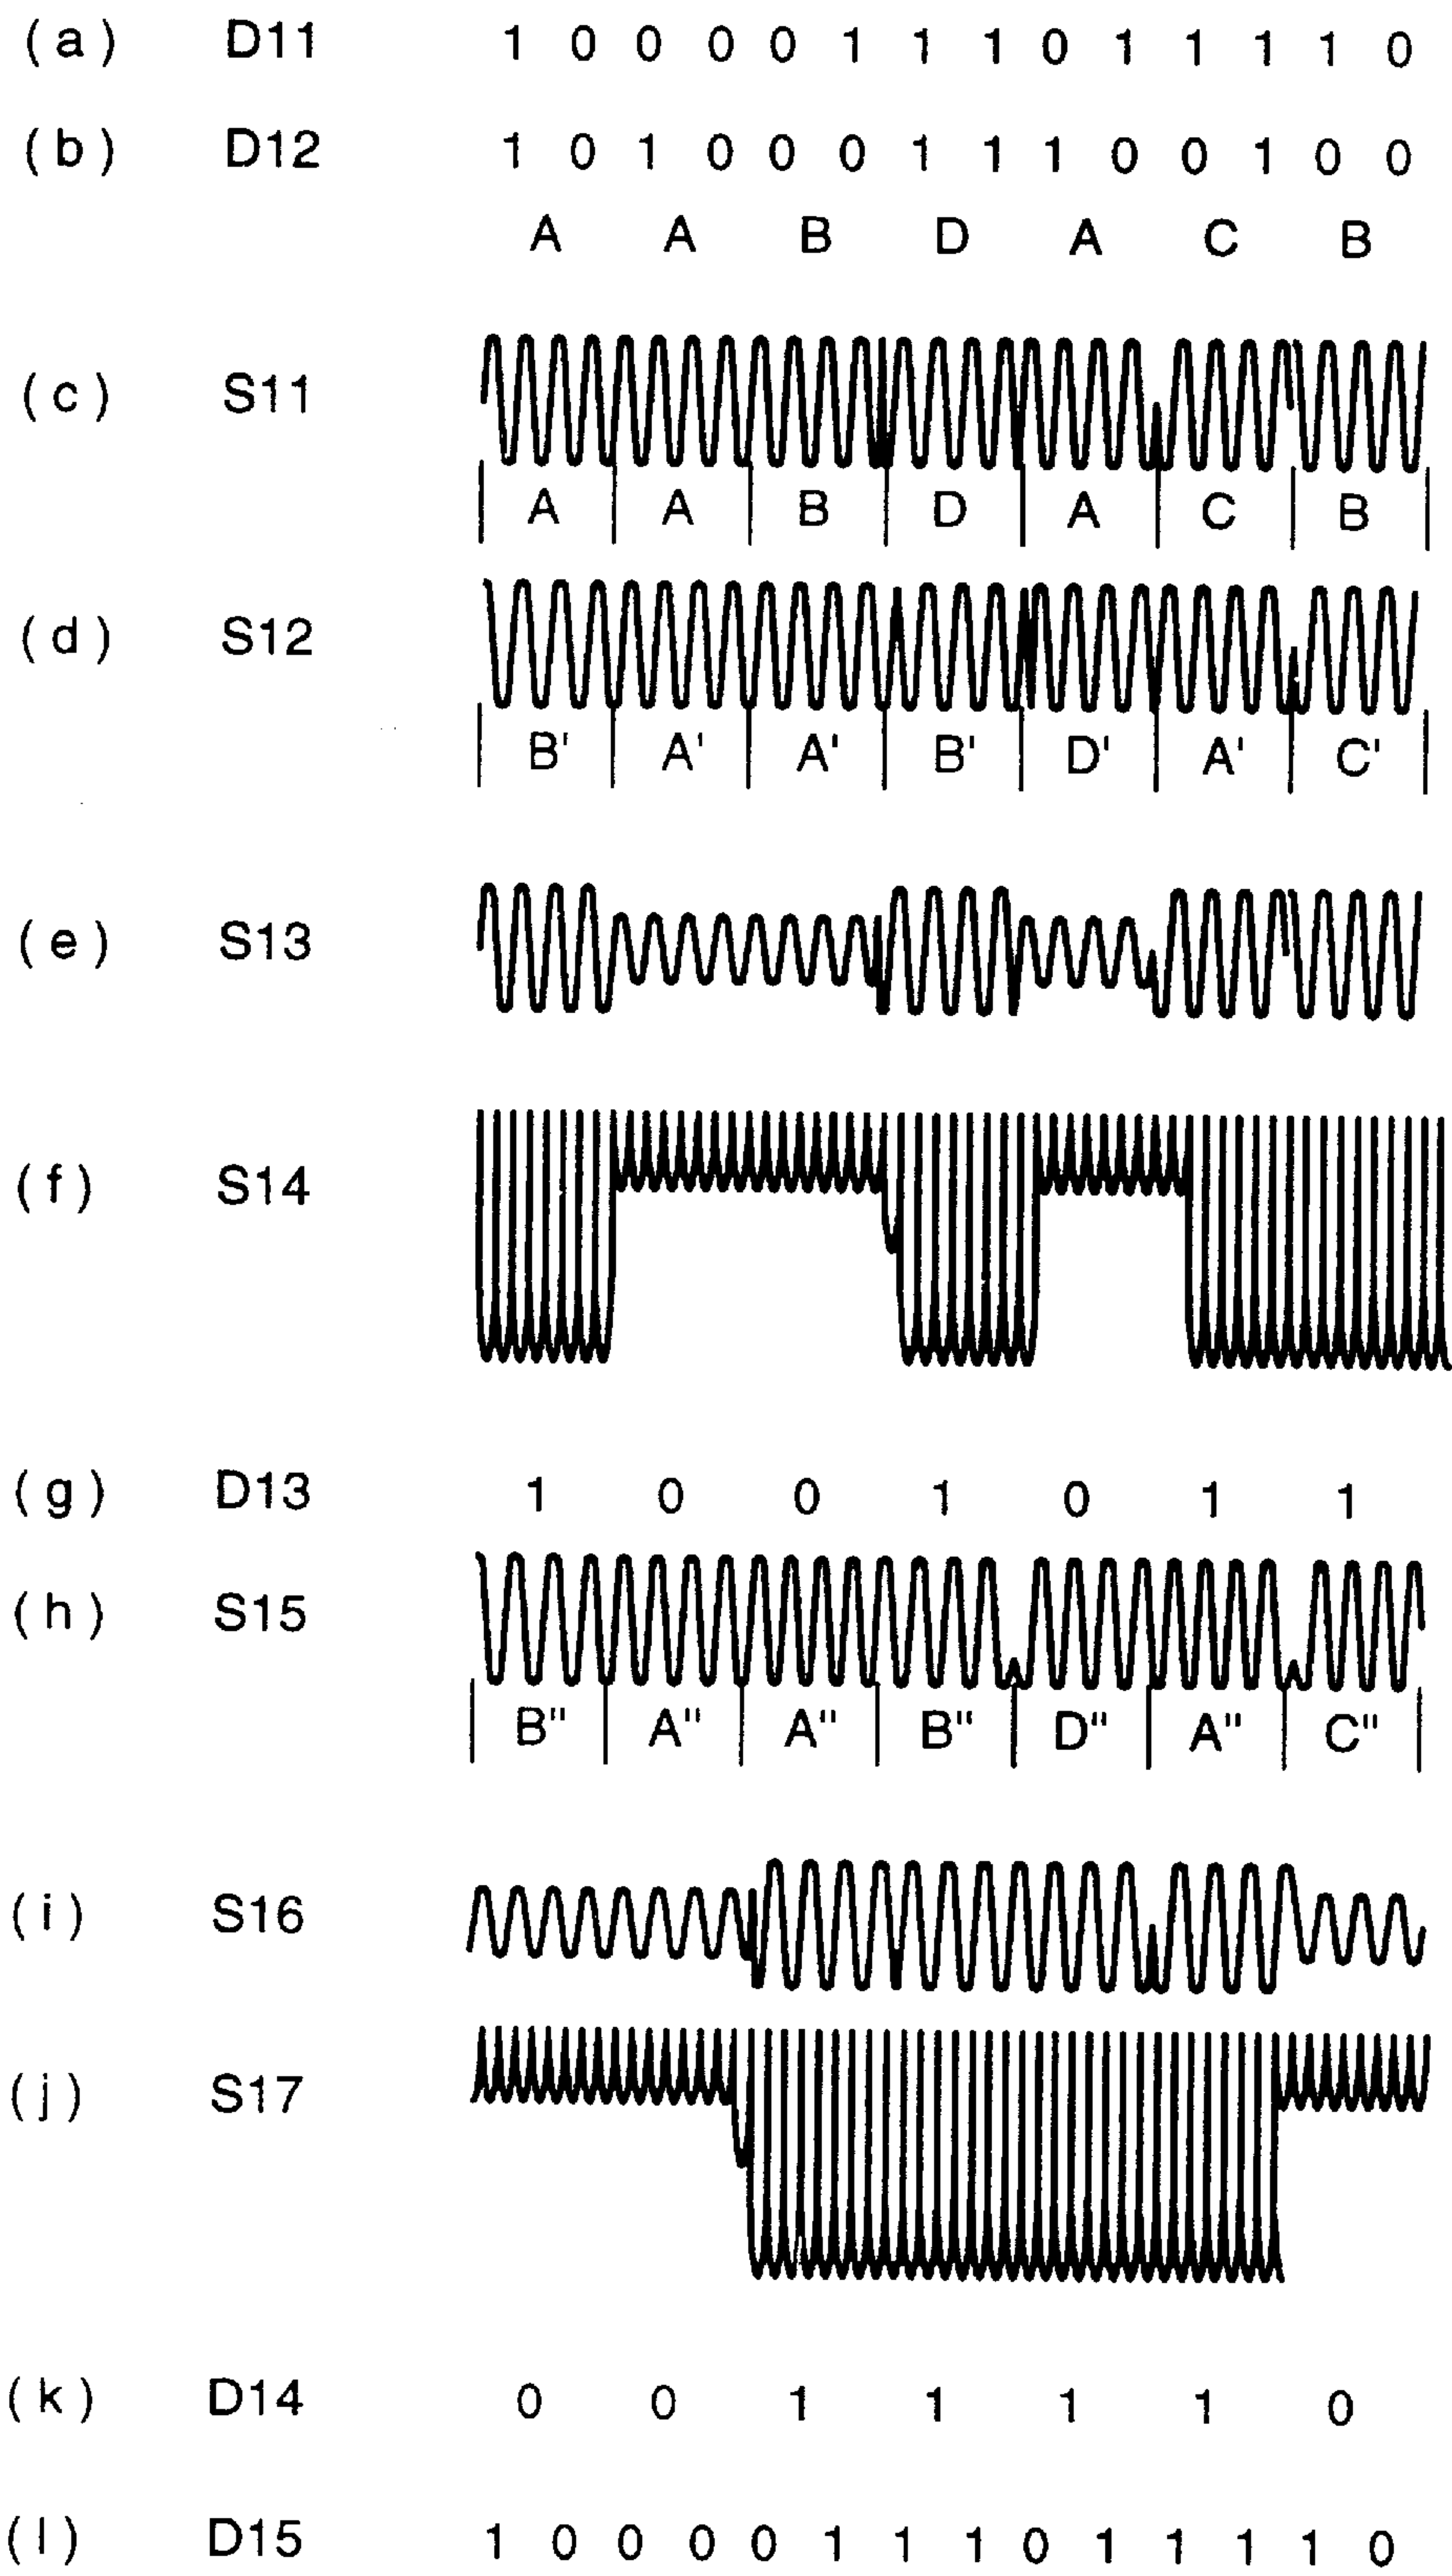 (a) D11 1 0 0 0 0 1 1 1 0 1 1 1 1 0
(b) D12 1 0 1 0 0 0 1 1 1 0 0 1 0 0
A A B D A C B
(c) S11
A A B D A C B
(d) S12
B' A' A' B' D' A' C'
(e) S13
(f) S14
(g) D13 1 0 0 1 0 1 1
(h) S15
B" A" A" B" D" A" C"
(i) S16
(j) S17
(k) D14 0 0 1 1 1 1 0
(l) D15 1 0 0 0 0 1 1 1 0 1 1 1 1 0